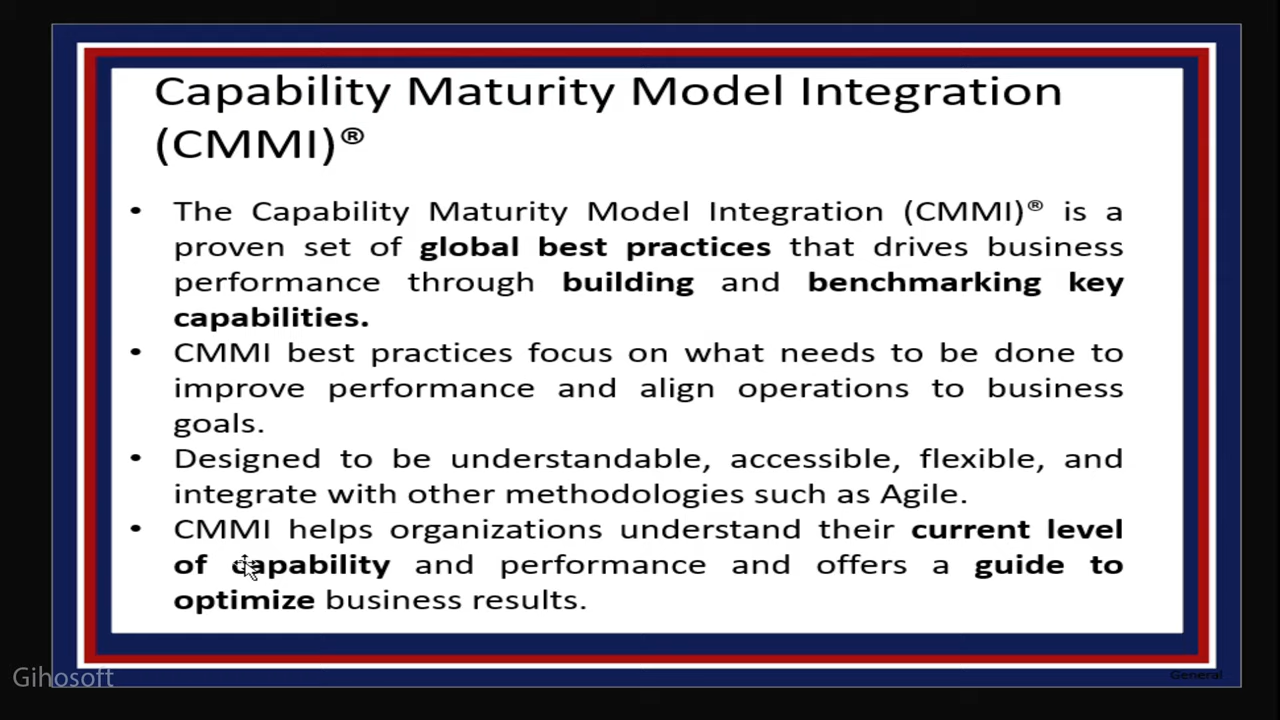 Capability Maturity Model Integration
(CMMI)®
• The Capability Maturity Model Integration (CMMI)® is a
proven set of global best practices that drives business
performance through building and benchmarking key
capabilities.
• CMMI best practices focus on what needs to be done to
improve performance and align operations to business
goals.
• Designed to be understandable, accessible, flexible, and
integrate with other methodologies such as Agile.
• CMMI helps organizations understand their current level
of capability and performance and offers a guide to
optimize business results.
Gihosoft
General